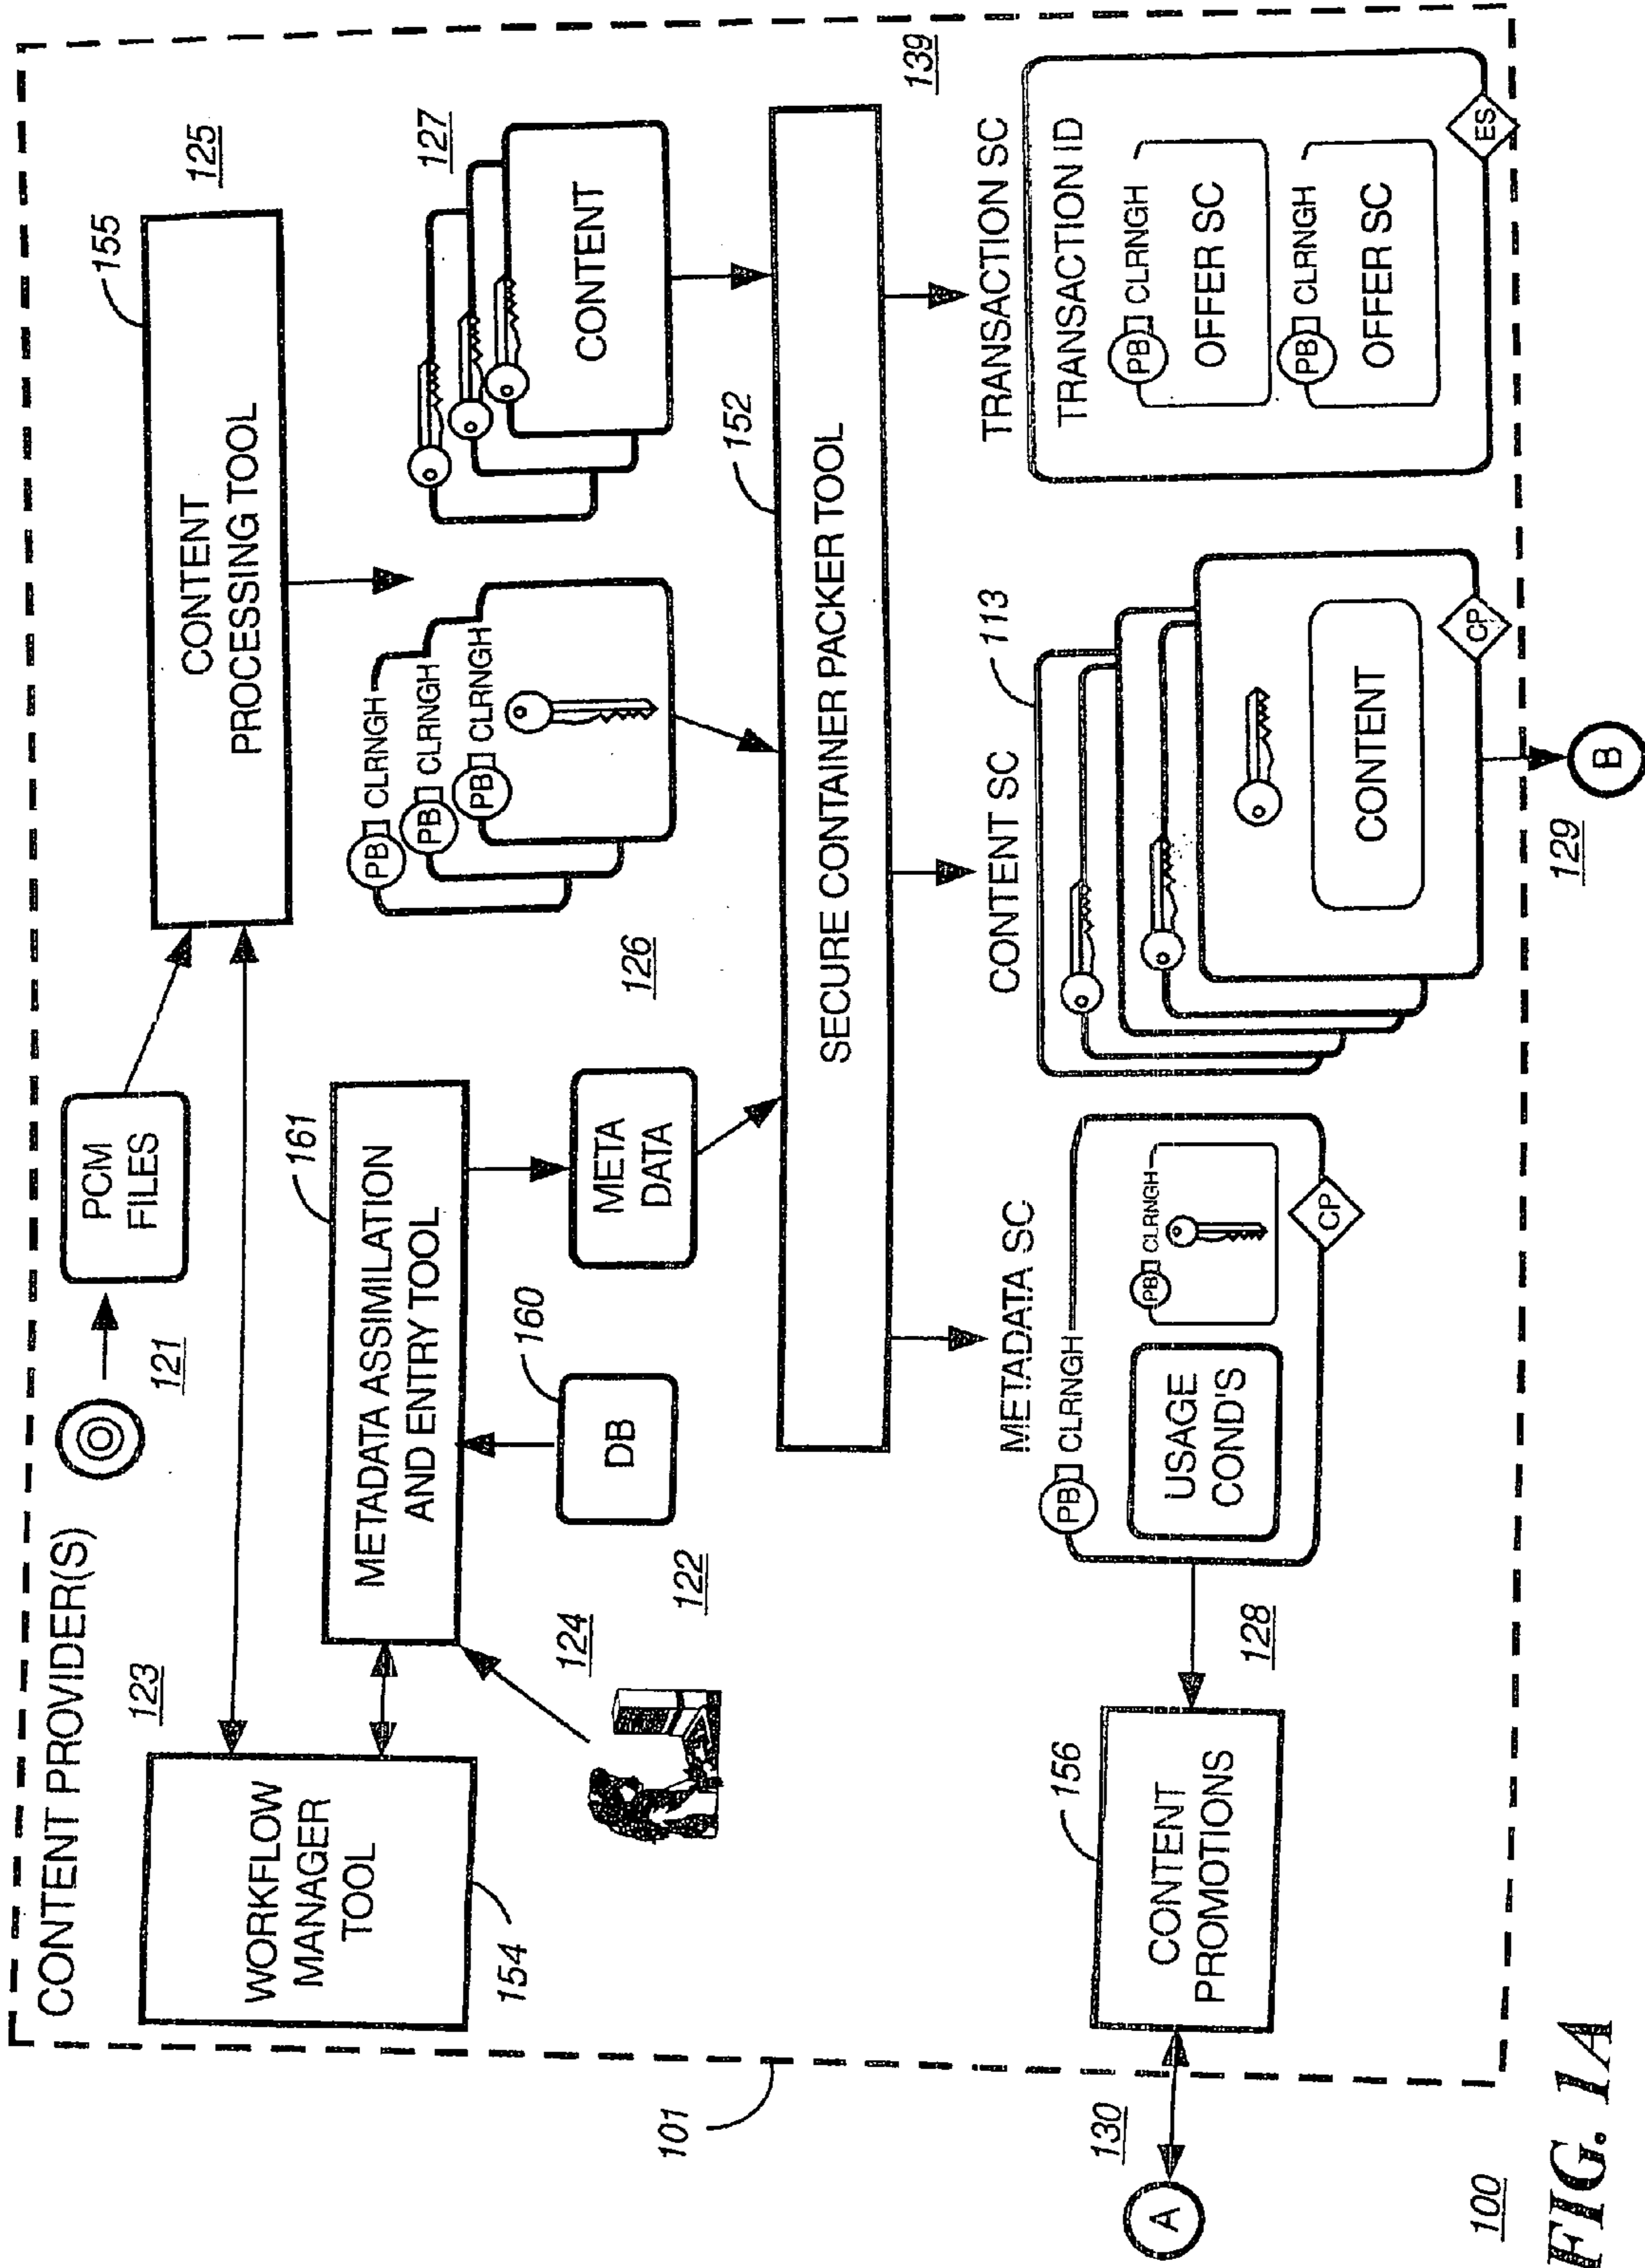 CONTENT PROVIDER(S)
123
WORKFLOW
MANAGER
TOOL
154
121
PCM
FILES
155
125
CONTENT
PROCESSING TOOL
161
METADATA ASSIMILATION
AND ENTRY TOOL
124
122
160
DB
META
DATA
126
PB CLRNGH
PB CLRNGH
PB CLRNGH
127
CONTENT
152
SECURE CONTAINER PACKER TOOL
139
METADATA SC
PB CLRNGH
USAGE
COND'S
PB CLRNGH
CP
128
156
CONTENT
PROMOTIONS
CONTENT SC
113
CONTENT
CP
129
B
TRANSACTION SC
TRANSACTION ID
PB CLRNGH
OFFER SC
PB CLRNGH
OFFER SC
ES
101
130
A
100
FIG. 1A